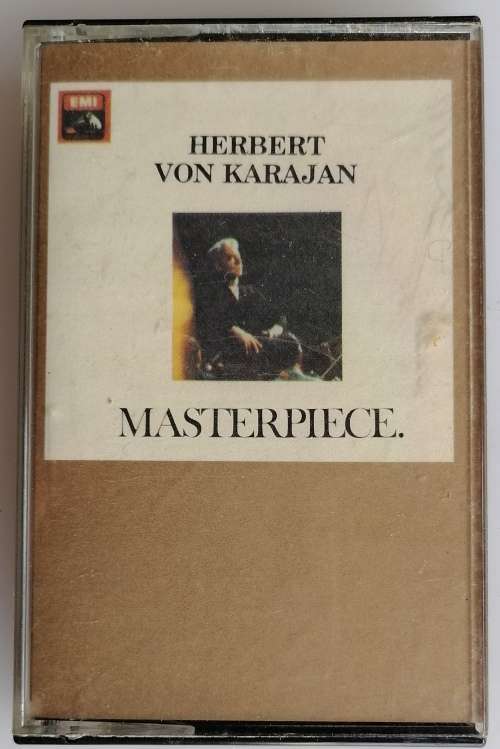 EMI
HERBERT
VON KARAJAN
MASTERPIECE.